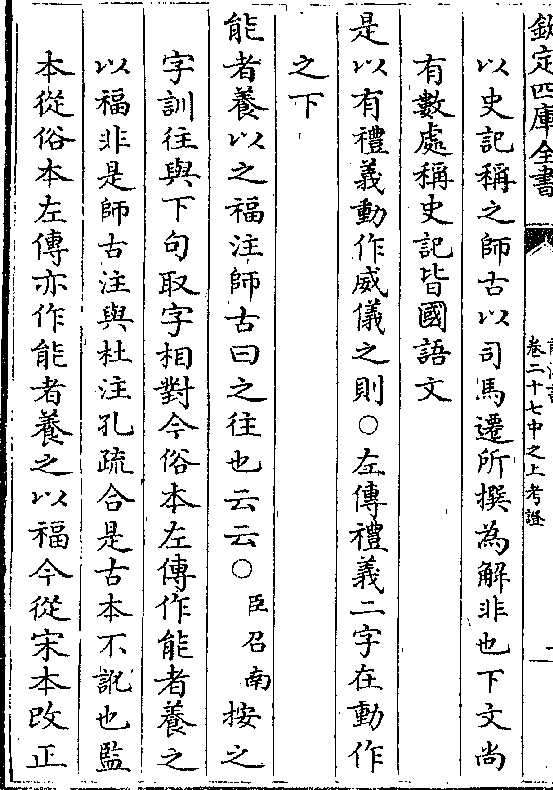 欽定四庫全書
卷二十七中之上考證
以史記稱之師古以司馬遷所撰為解非也下文尚
有數處稱史記皆國語文
是以有禮義動作威儀之則○左傳禮義二字在動作
之下
能者養以之福注師古曰之往也云云○臣召南按之
字訓往與下句取字相對今俗本左傳作能者養之
以福非是師古注與杜注孔疏合是古本不訛也監
本從俗本左傳亦作能者養之以福今從宋本改正